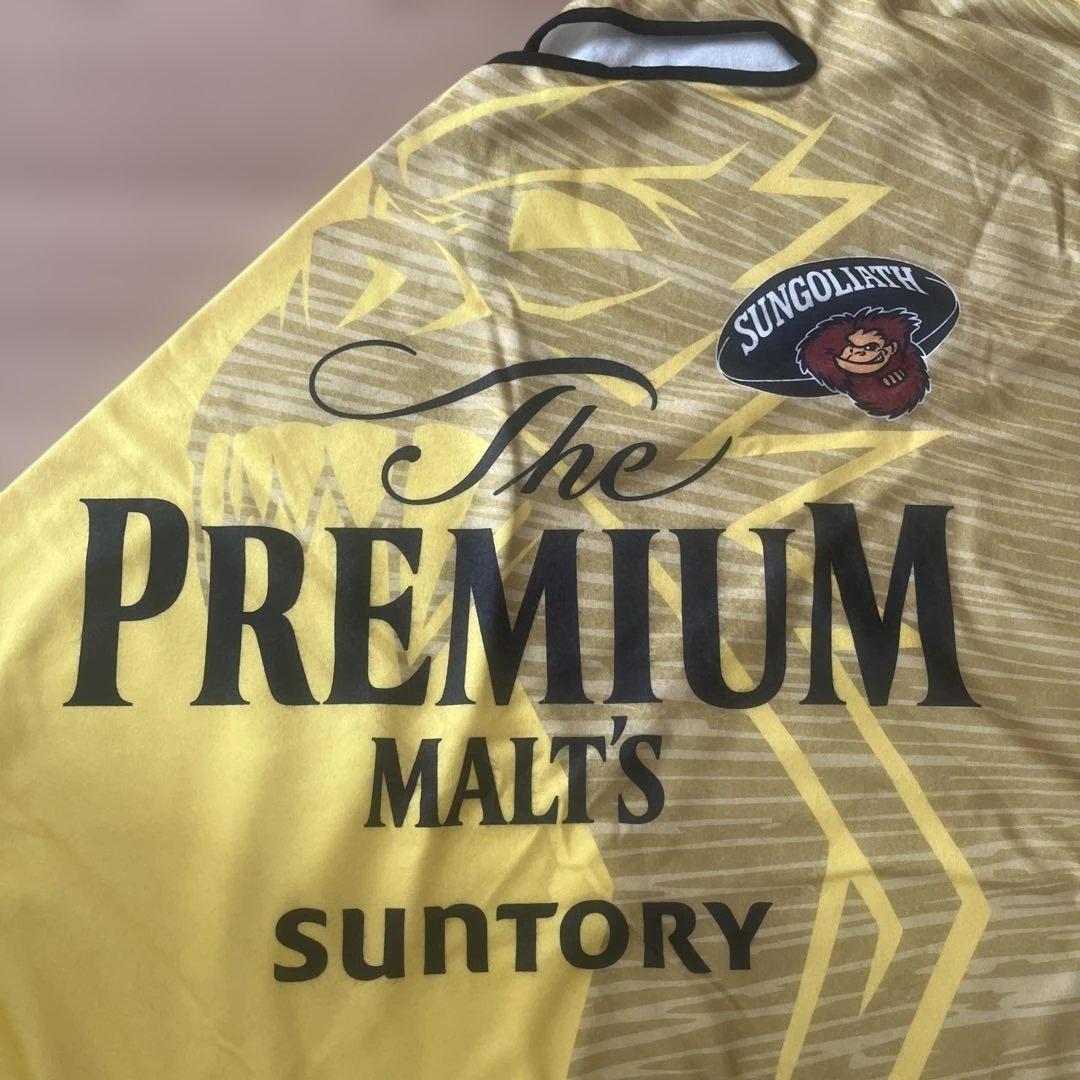 SUNGOLIATH
The
PREMIUM
MALT'S
SUNTORY